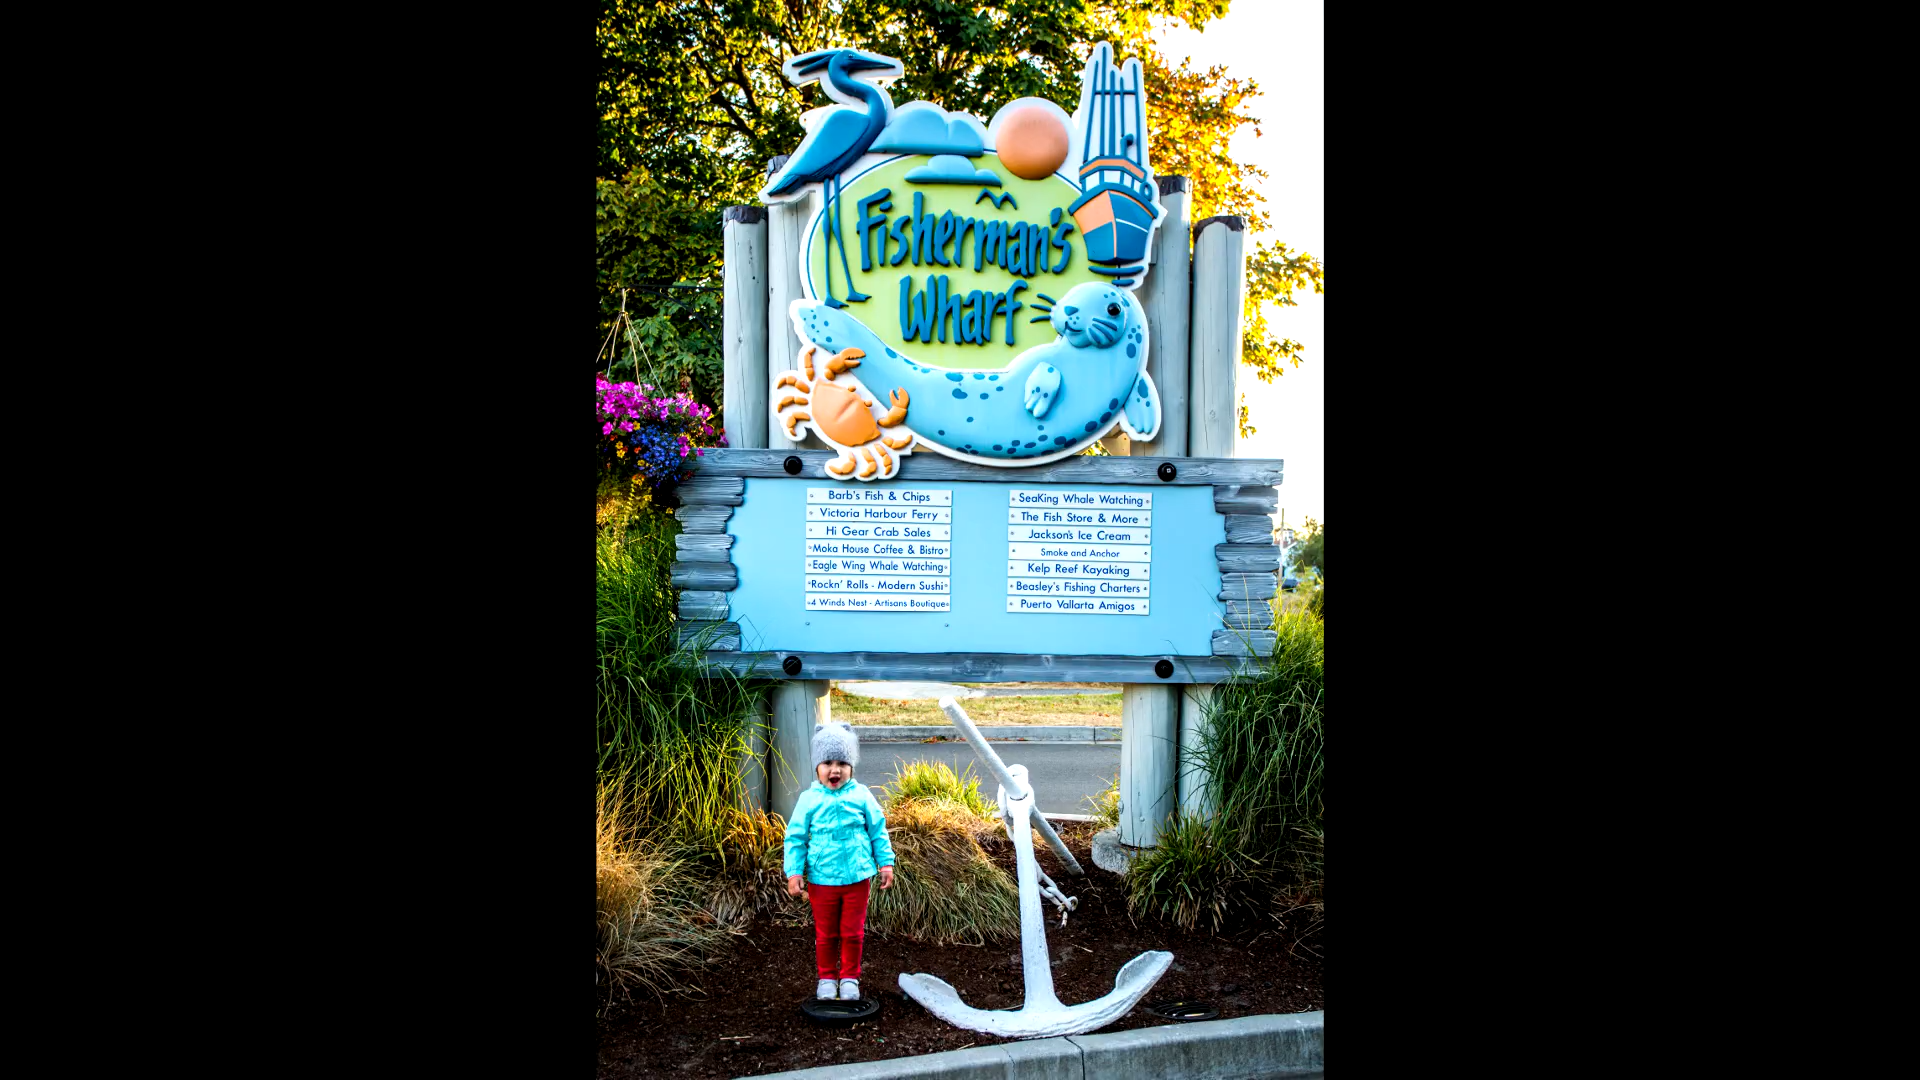 Fisherman's
Wharf
Barb's Fish & Chips
Victoria Harbour Ferry
Hi Gear Crab Sales
Moka House Coffee & Bistro
Eagle Wing Whale Watching
Rockn' Rolls - Modern Sushi
4 Winds Nest - Artisans Boutique
SeaKing Whale Watching
The Fish Store & More
Jackson's Ice Cream
Smoke and Anchor
Kelp Reef Kayaking
Beasley's Fishing Charters
Puerto Vallarta Amigos